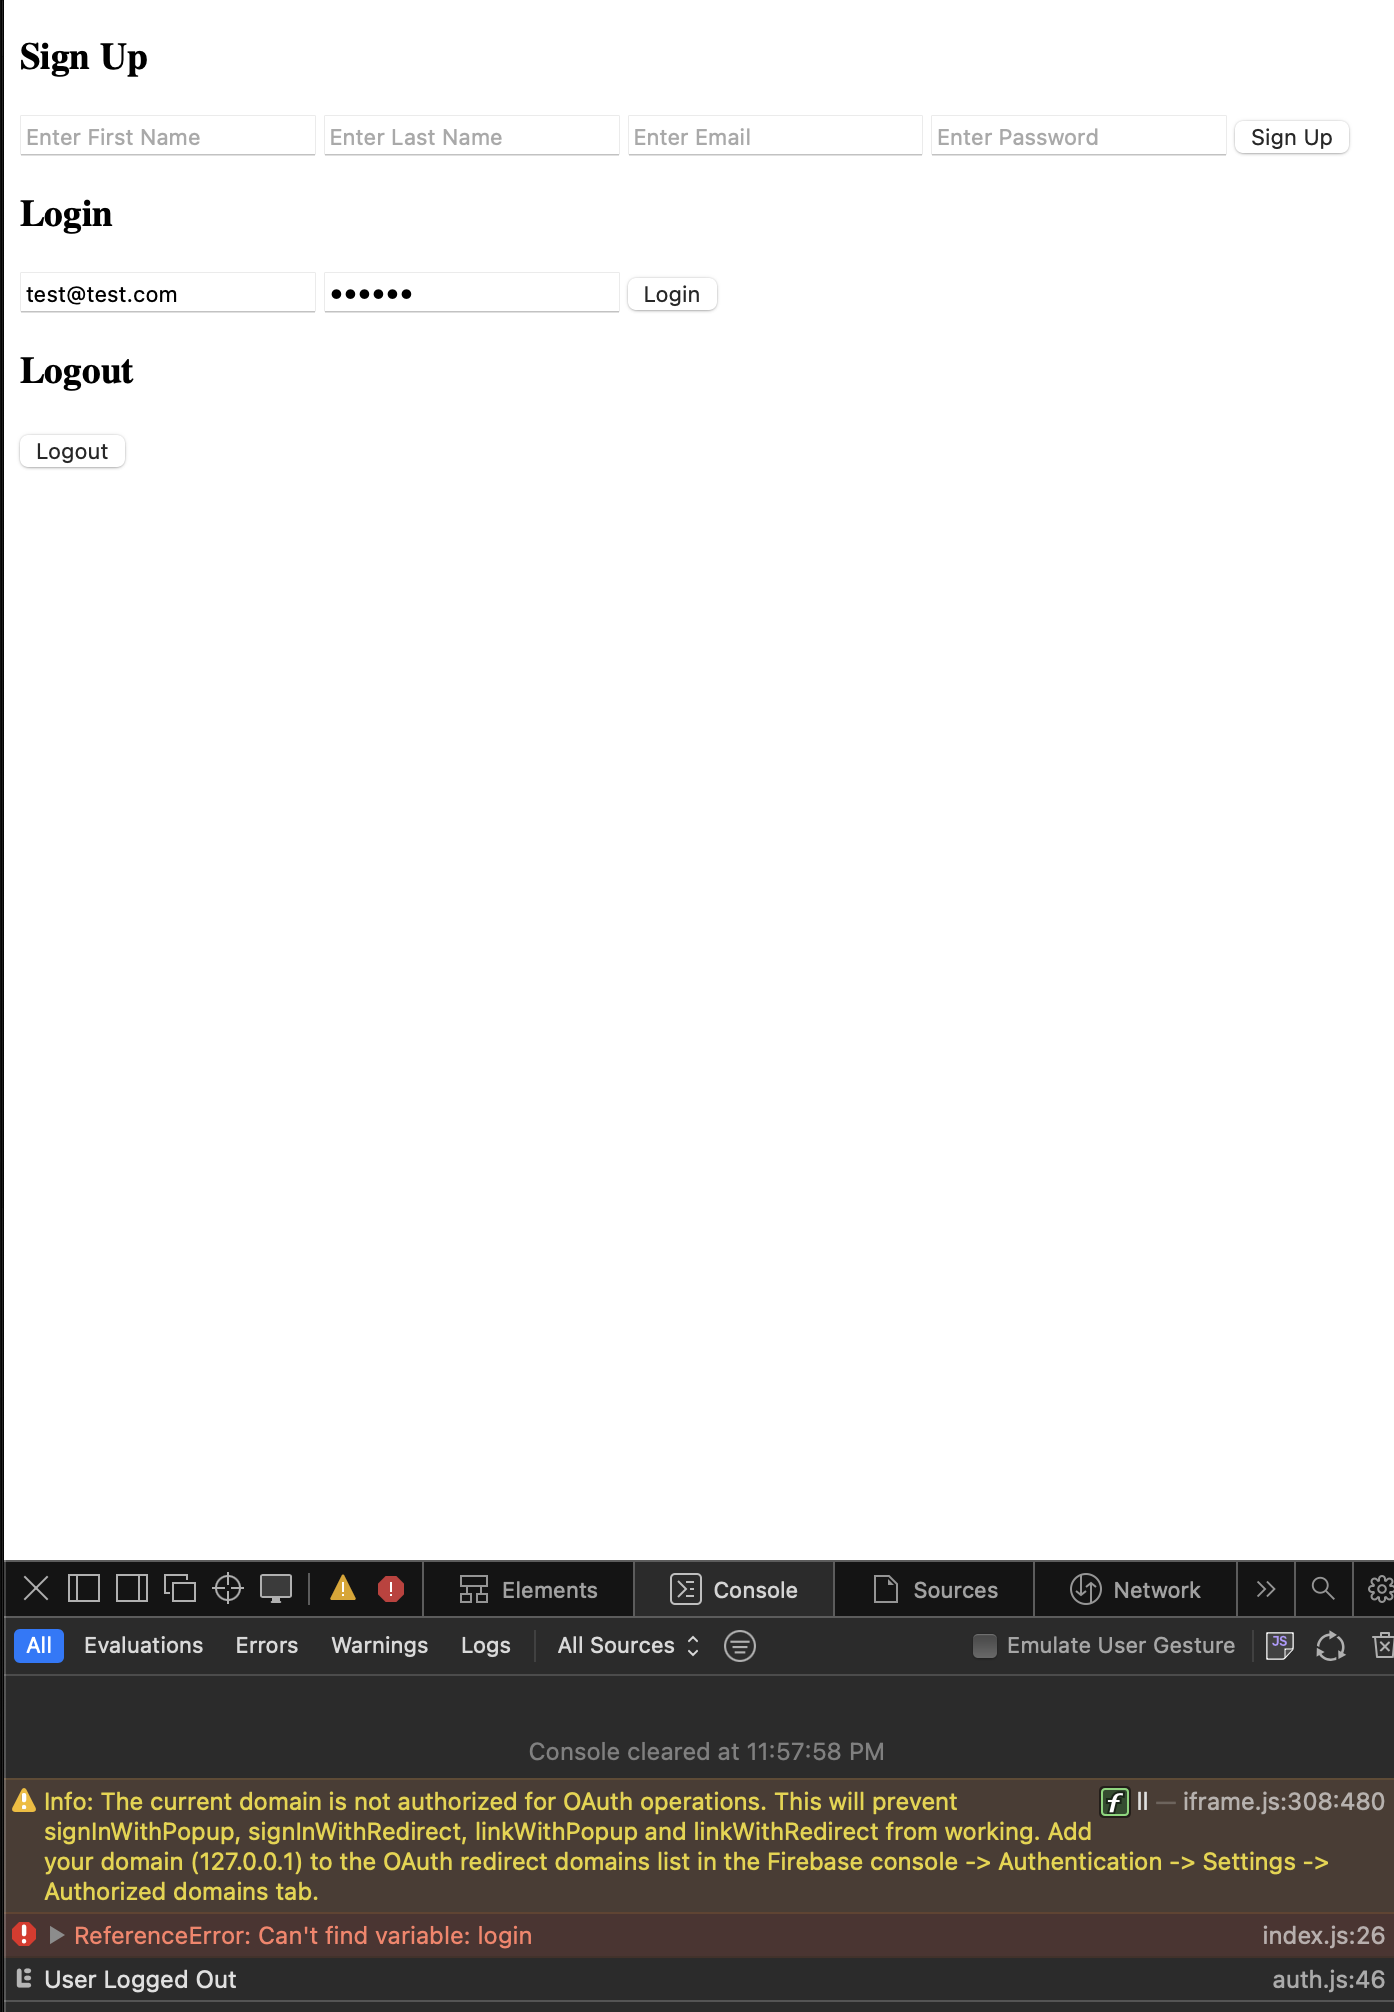 Sign Up
Enter First Name Enter Last Name Enter Email Enter Password Sign Up
Login
test@test.com •••••• Login
Logout
Logout
Elements Console Sources Network
All Evaluations Errors Warnings Logs All Sources Emulate User Gesture JS
Console cleared at 11:57:58 PM
Info: The current domain is not authorized for OAuth operations. This will prevent f ll — iframe.js:308:480
signInWithPopup, signInWithRedirect, linkWithPopup and linkWithRedirect from working. Add
your domain (127.0.0.1) to the OAuth redirect domains list in the Firebase console -> Authentication -> Settings ->
Authorized domains tab.
ReferenceError: Can't find variable: login index.js:26
User Logged Out auth.js:46